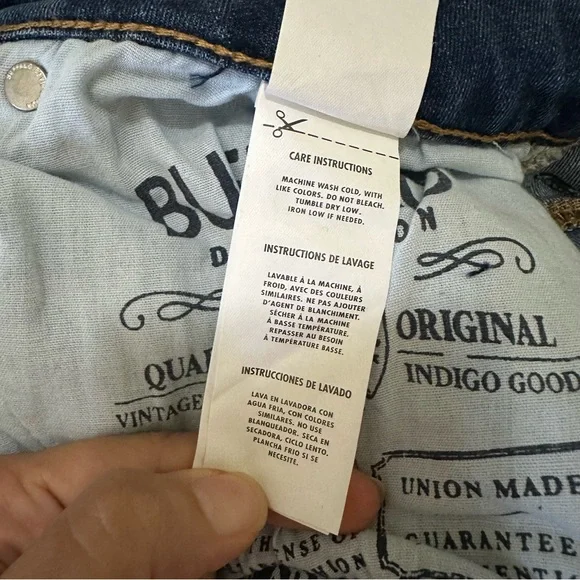 CARE INSTRUCTIONS
MACHINE WASH COLD, WITH
LIKE COLORS. DO NOT BLEACH.
TUMBLE DRY LOW.
IRON LOW IF NEEDED.
INSTRUCTIONS DE LAVAGE
LAVABLE À LA MACHINE, À
FROID, AVEC DES COULEURS
SIMILAIRES. NE PAS AJOUTER
D'AGENT DE BLANCHIMENT.
SÉCHER À LA MACHINE
À BASSE TEMPÉRATURE.
REPASSER AU BESOIN
À TEMPÉRATURE BASSE.
INSTRUCCIONES DE LAVADO
LAVA EN LAVADORA CON
AGUA FRIA, CON COLORES
SIMILARES. NO USE
BLANQUEADOR. SECA EN
SECADORA, CICLO LENTO.
PLANCHA FRIO SI SE
NECESITE.
ORIGINAL
INDIGO GOOD
VINTAGE
UNION MADE
GUARANTEE